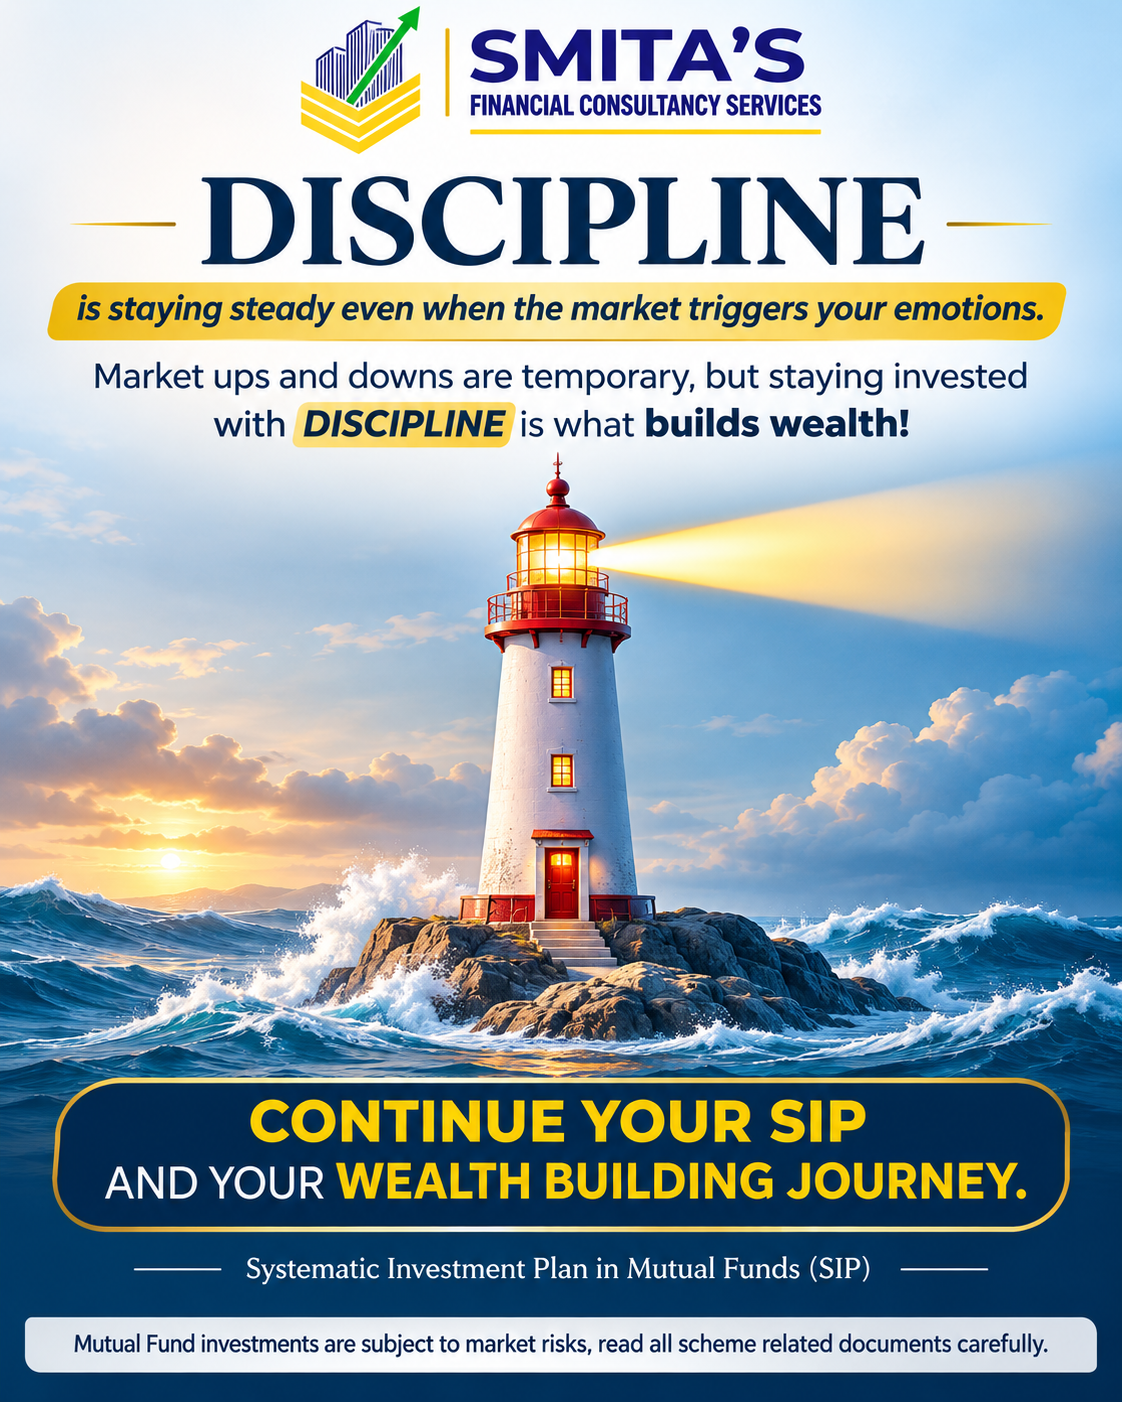 SMITA'S
FINANCIAL CONSULTANCY SERVICES
DISCIPLINE
is staying steady even when the market triggers your emotions.
Market ups and downs are temporary, but staying invested
with DISCIPLINE is what builds wealth!
CONTINUE YOUR SIP
AND YOUR WEALTH BUILDING JOURNEY.
Systematic Investment Plan in Mutual Funds (SIP)
Mutual Fund investments are subject to market risks, read all scheme related documents carefully.